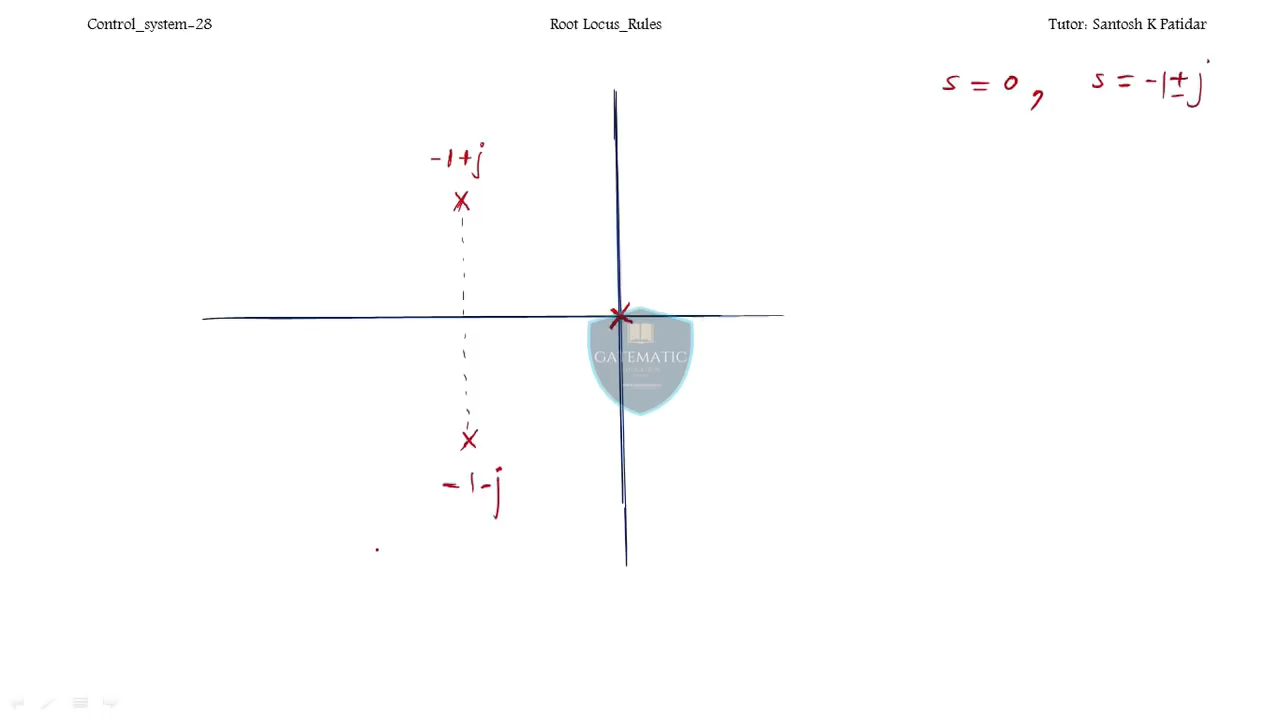 Control_system-28 Root Locus_Rules Tutor: Santosh K Patidar
s = 0, s = -1±j
-1+j
GATEMATIC
-1-j